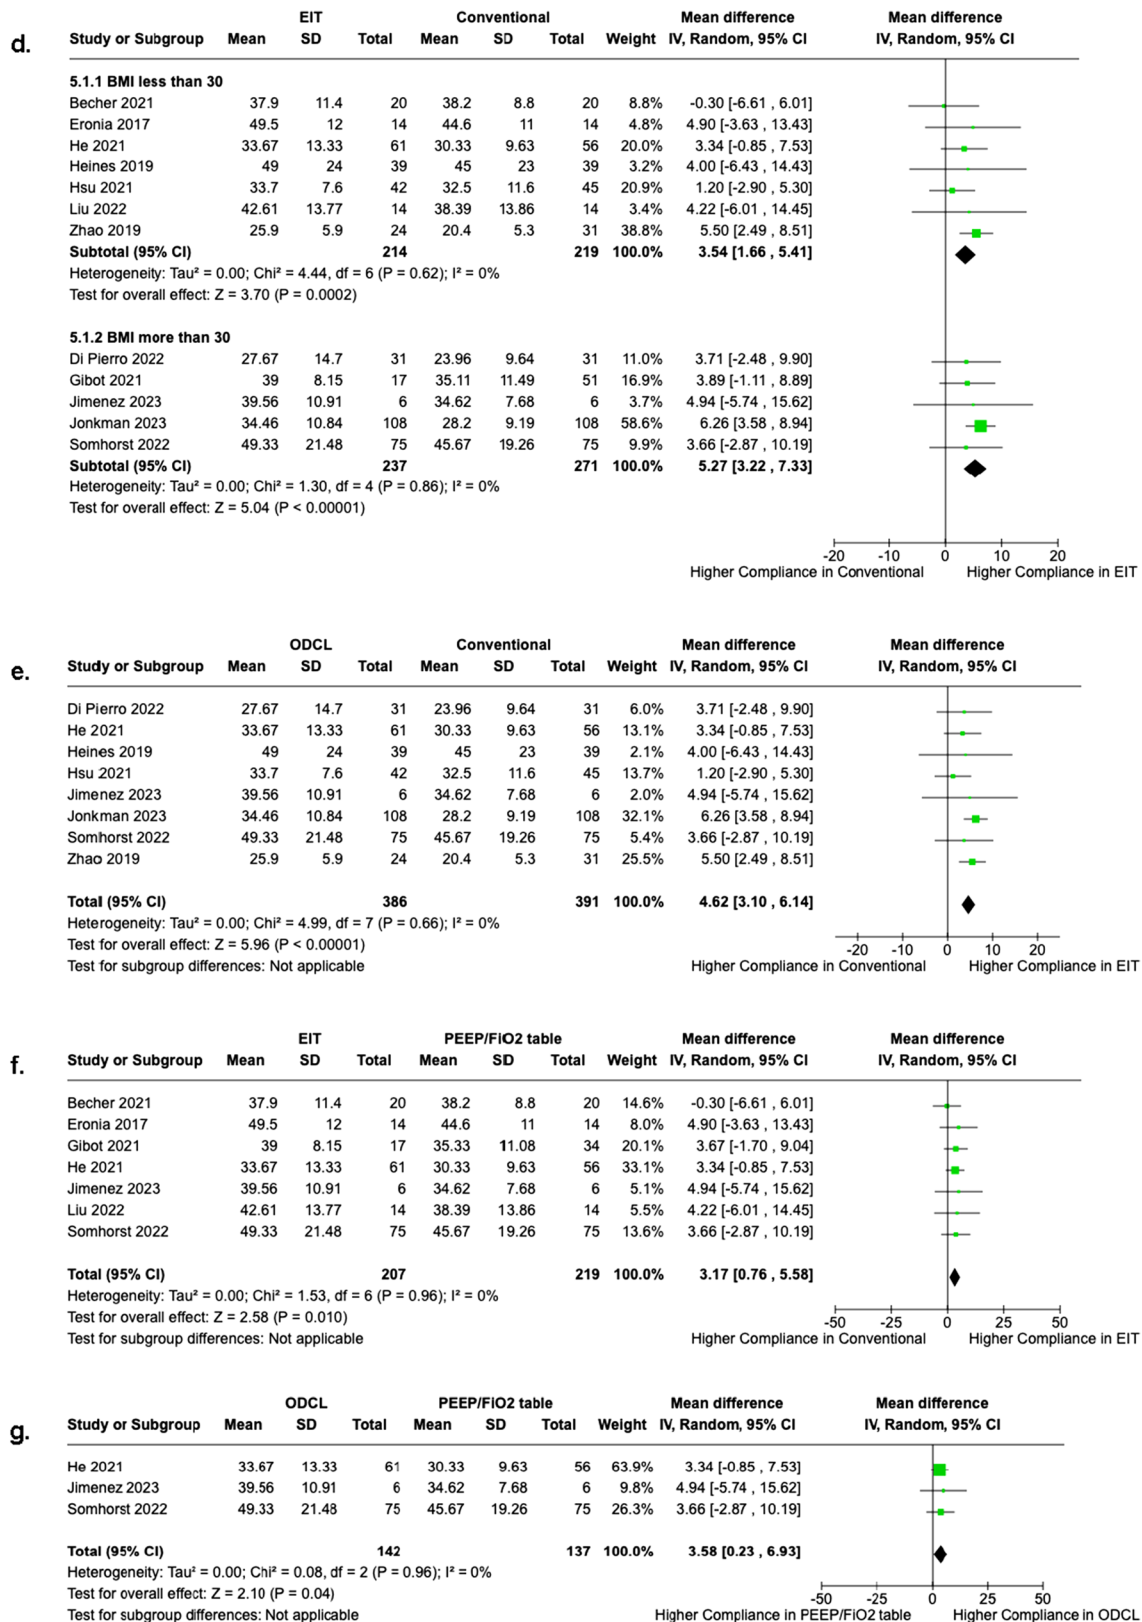 d.
EIT Conventional Mean difference Mean difference
Study or Subgroup Mean SD Total Mean SD Total Weight IV, Random, 95% CI IV, Random, 95% CI
5.1.1 BMI less than 30
Becher 2021 37.9 11.4 20 38.2 8.8 20 8.8% -0.30 [-6.61 , 6.01]
Eronia 2017 49.5 12 14 44.6 11 14 4.8% 4.90 [-3.63 , 13.43]
He 2021 33.67 13.33 61 30.33 9.63 56 20.0% 3.34 [-0.85 , 7.53]
Heines 2019 49 24 39 45 23 39 3.2% 4.00 [-6.43 , 14.43]
Hsu 2021 33.7 7.6 42 32.5 11.6 45 20.9% 1.20 [-2.90 , 5.30]
Liu 2022 42.61 13.77 14 38.39 13.86 14 3.4% 4.22 [-6.01 , 14.45]
Zhao 2019 25.9 5.9 24 20.4 5.3 31 38.8% 5.50 [2.49 , 8.51]
Subtotal (95% CI) 214 219 100.0% 3.54 [1.66 , 5.41]
Heterogeneity: Tau² = 0.00; Chi² = 4.44, df = 6 (P = 0.62); I² = 0%
Test for overall effect: Z = 3.70 (P = 0.0002)
5.1.2 BMI more than 30
Di Pierro 2022 27.67 14.7 31 23.96 9.64 31 11.0% 3.71 [-2.48 , 9.90]
Gibot 2021 39 8.15 17 35.11 11.49 51 16.9% 3.89 [-1.11 , 8.89]
Jimenez 2023 39.56 10.91 6 34.62 7.68 6 3.7% 4.94 [-5.74 , 15.62]
Jonkman 2023 34.46 10.84 108 28.2 9.19 108 58.6% 6.26 [3.58 , 8.94]
Somhorst 2022 49.33 21.48 75 45.67 19.26 75 9.9% 3.66 [-2.87 , 10.19]
Subtotal (95% CI) 237 271 100.0% 5.27 [3.22 , 7.33]
Heterogeneity: Tau² = 0.00; Chi² = 1.30, df = 4 (P = 0.86); I² = 0%
Test for overall effect: Z = 5.04 (P < 0.00001)
-20 -10 0 10 20
Higher Compliance in Conventional Higher Compliance in EIT
e.
ODCL Conventional Mean difference Mean difference
Study or Subgroup Mean SD Total Mean SD Total Weight IV, Random, 95% CI IV, Random, 95% CI
Di Pierro 2022 27.67 14.7 31 23.96 9.64 31 6.0% 3.71 [-2.48 , 9.90]
He 2021 33.67 13.33 61 30.33 9.63 56 13.1% 3.34 [-0.85 , 7.53]
Heines 2019 49 24 39 45 23 39 2.1% 4.00 [-6.43 , 14.43]
Hsu 2021 33.7 7.6 42 32.5 11.6 45 13.7% 1.20 [-2.90 , 5.30]
Jimenez 2023 39.56 10.91 6 34.62 7.68 6 2.0% 4.94 [-5.74 , 15.62]
Jonkman 2023 34.46 10.84 108 28.2 9.19 108 32.1% 6.26 [3.58 , 8.94]
Somhorst 2022 49.33 21.48 75 45.67 19.26 75 5.4% 3.66 [-2.87 , 10.19]
Zhao 2019 25.9 5.9 24 20.4 5.3 31 25.5% 5.50 [2.49 , 8.51]
Total (95% CI) 386 391 100.0% 4.62 [3.10 , 6.14]
Heterogeneity: Tau² = 0.00; Chi² = 4.99, df = 7 (P = 0.66); I² = 0%
Test for overall effect: Z = 5.96 (P < 0.00001)
Test for subgroup differences: Not applicable
-20 -10 0 10 20
Higher Compliance in Conventional Higher Compliance in EIT
f.
EIT PEEP/FiO2 table Mean difference Mean difference
Study or Subgroup Mean SD Total Mean SD Total Weight IV, Random, 95% CI IV, Random, 95% CI
Becher 2021 37.9 11.4 20 38.2 8.8 20 14.6% -0.30 [-6.61 , 6.01]
Eronia 2017 49.5 12 14 44.6 11 14 8.0% 4.90 [-3.63 , 13.43]
Gibot 2021 39 8.15 17 35.33 11.08 34 20.1% 3.67 [-1.70 , 9.04]
He 2021 33.67 13.33 61 30.33 9.63 56 33.1% 3.34 [-0.85 , 7.53]
Jimenez 2023 39.56 10.91 6 34.62 7.68 6 5.1% 4.94 [-5.74 , 15.62]
Liu 2022 42.61 13.77 14 38.39 13.86 14 5.5% 4.22 [-6.01 , 14.45]
Somhorst 2022 49.33 21.48 75 45.67 19.26 75 13.6% 3.66 [-2.87 , 10.19]
Total (95% CI) 207 219 100.0% 3.17 [0.76 , 5.58]
Heterogeneity: Tau² = 0.00; Chi² = 1.53, df = 6 (P = 0.96); I² = 0%
Test for overall effect: Z = 2.58 (P = 0.010)
Test for subgroup differences: Not applicable
-50 -25 0 25 50
Higher Compliance in Conventional Higher Compliance in EIT
g.
ODCL PEEP/FiO2 table Mean difference Mean difference
Study or Subgroup Mean SD Total Mean SD Total Weight IV, Random, 95% CI IV, Random, 95% CI
He 2021 33.67 13.33 61 30.33 9.63 56 63.9% 3.34 [-0.85 , 7.53]
Jimenez 2023 39.56 10.91 6 34.62 7.68 6 9.8% 4.94 [-5.74 , 15.62]
Somhorst 2022 49.33 21.48 75 45.67 19.26 75 26.3% 3.66 [-2.87 , 10.19]
Total (95% CI) 142 137 100.0% 3.58 [0.23 , 6.93]
Heterogeneity: Tau² = 0.00; Chi² = 0.08, df = 2 (P = 0.96); I² = 0%
Test for overall effect: Z = 2.10 (P = 0.04)
Test for subgroup differences: Not applicable
-50 -25 0 25 50
Higher Compliance in PEEP/FiO2 table Higher Compliance in ODCL